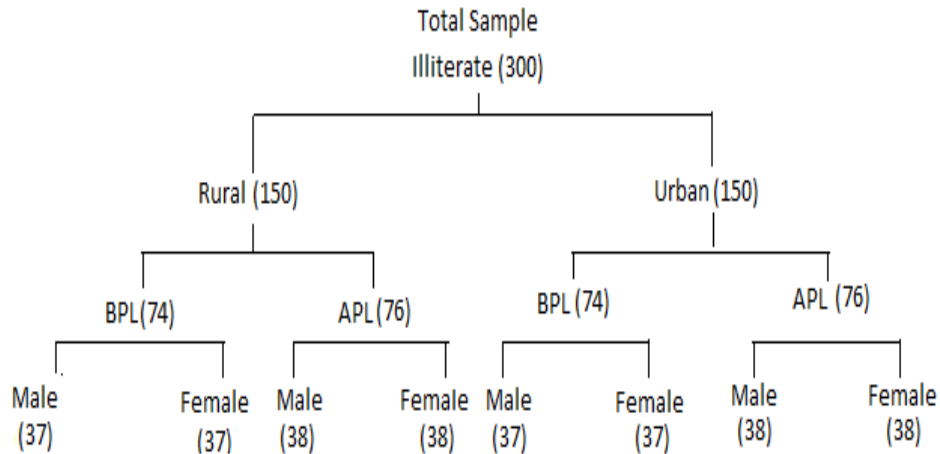 Total Sample
Illiterate (300)
Rural (150)
Urban (150)
BPL(74)
APL(76)
BPL(74)
APL (76)
Male
(37)
Female
(37)
Male
(38)
Female
(38)
Male
(37)
Female
(37)
Male
(38)
Female
(38)